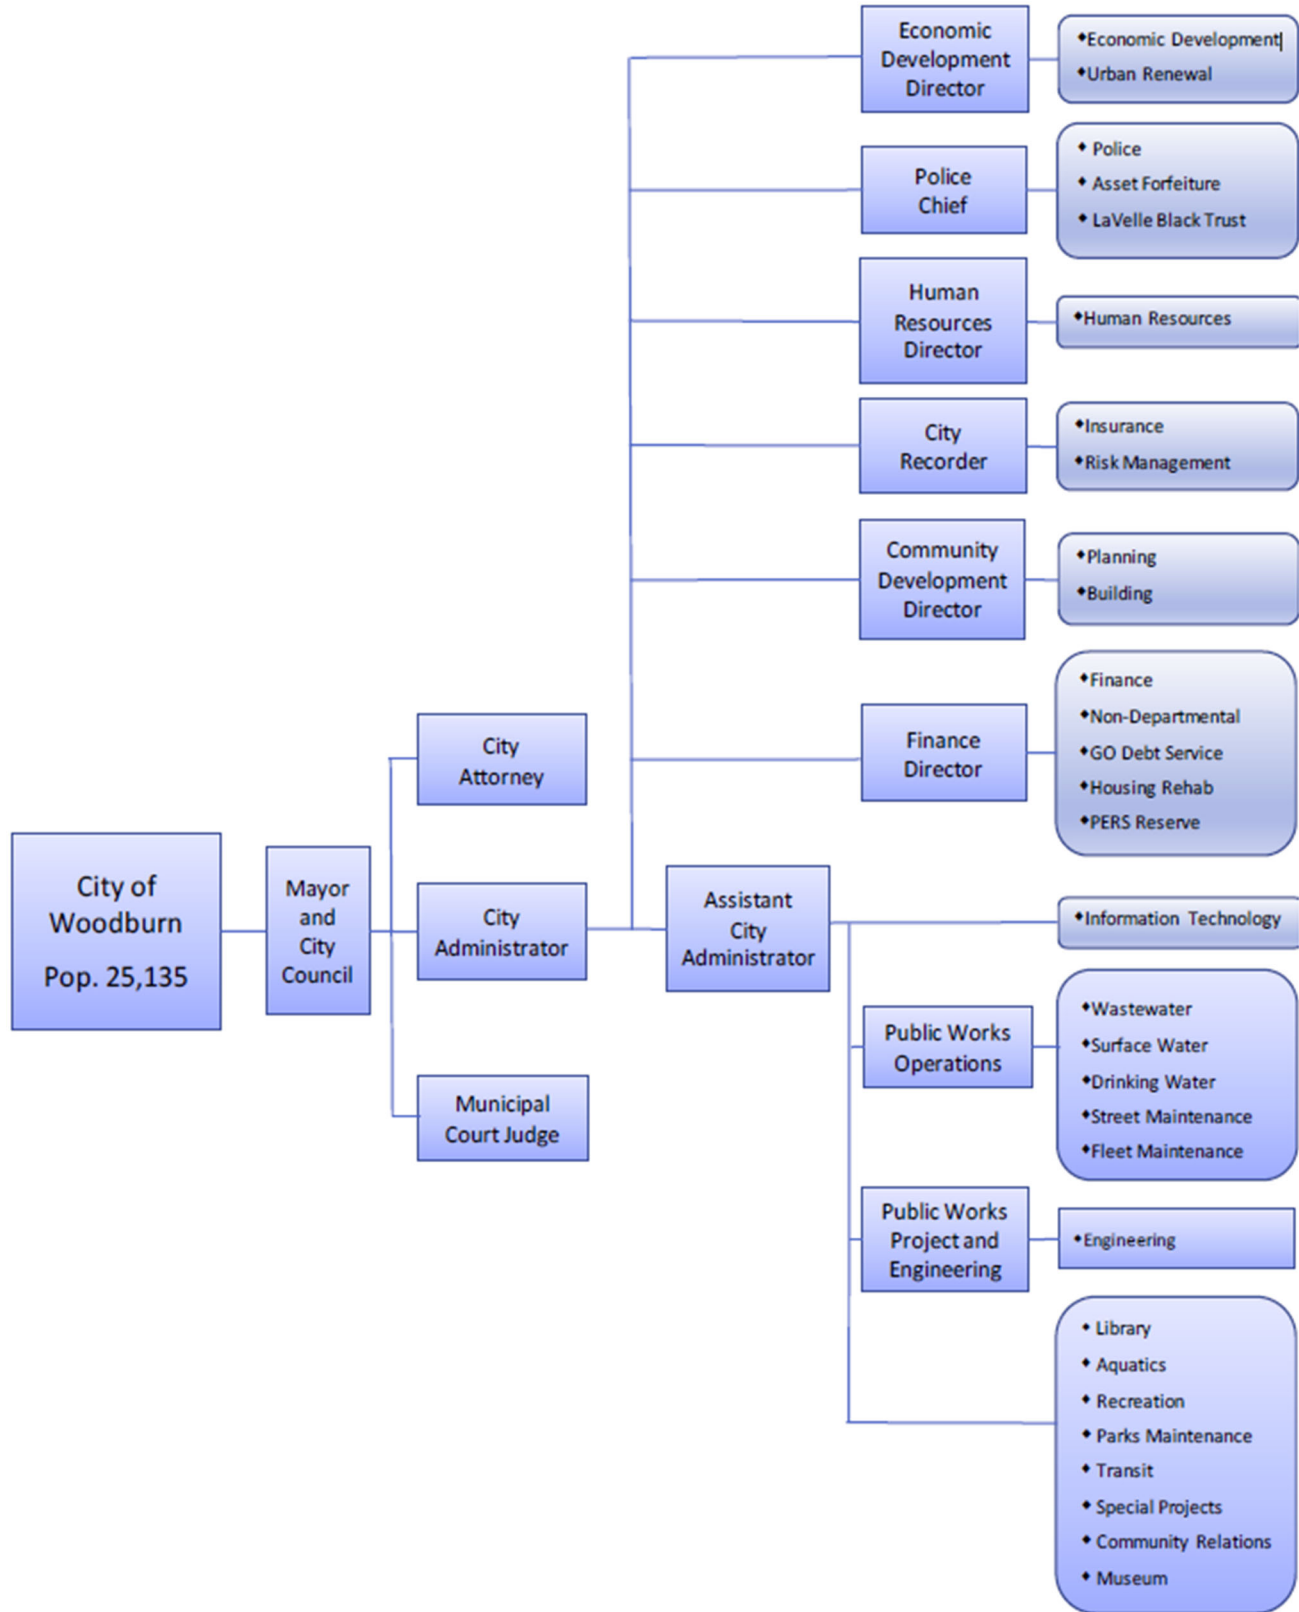 Economic
Development
Director
◆Economic Development
◆Urban Renewal
Police
Chief
◆ Police
◆ Asset Forfeiture
◆ LaVelle Black Trust
Human
Resources
Director
◆Human Resources
City
Recorder
◆Insurance
◆Risk Management
Community
Development
Director
◆Planning
◆Building
Finance
Director
◆Finance
◆Non-Departmental
◆GO Debt Service
◆Housing Rehab
◆PERS Reserve
City
Attorney
City of
Woodburn
Pop. 25,135
Mayor
and
City
Council
City
Administrator
Assistant
City
Administrator
◆Information Technology
Municipal
Court Judge
Public Works
Operations
◆Wastewater
◆Surface Water
◆Drinking Water
◆Street Maintenance
◆Fleet Maintenance
Public Works
Project and
Engineering
◆Engineering
◆ Library
◆ Aquatics
◆ Recreation
◆ Parks Maintenance
◆ Transit
◆ Special Projects
◆ Community Relations
◆ Museum